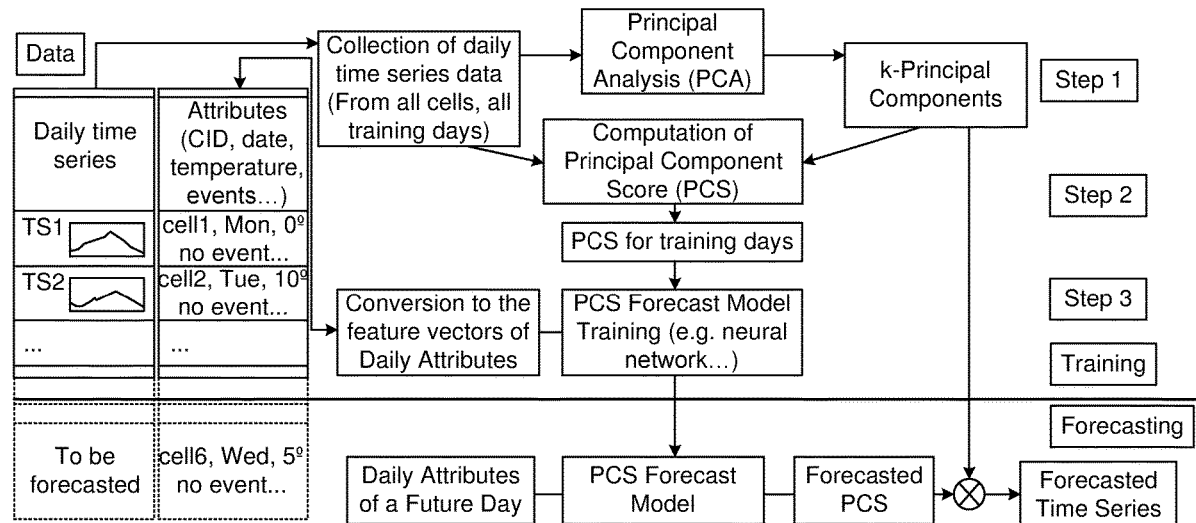 Data
Daily time
series
Attributes
(CID, date,
temperature,
events...)
TS1
cell1, Mon, 0º
no event...
TS2
cell2, Tue, 10º
no event...
...
...
To be
forecasted
cell6, Wed, 5º
no event...
Collection of daily
time series data
(From all cells, all
training days)
Principal
Component
Analysis (PCA)
k-Principal
Components
Step 1
Computation of
Principal Component
Score (PCS)
Step 2
PCS for training days
Conversion to the
feature vectors of
Daily Attributes
PCS Forecast Model
Training (e.g. neural
network...)
Step 3
Training
Forecasting
Daily Attributes
of a Future Day
PCS Forecast
Model
Forecasted
PCS
Forecasted
Time Series